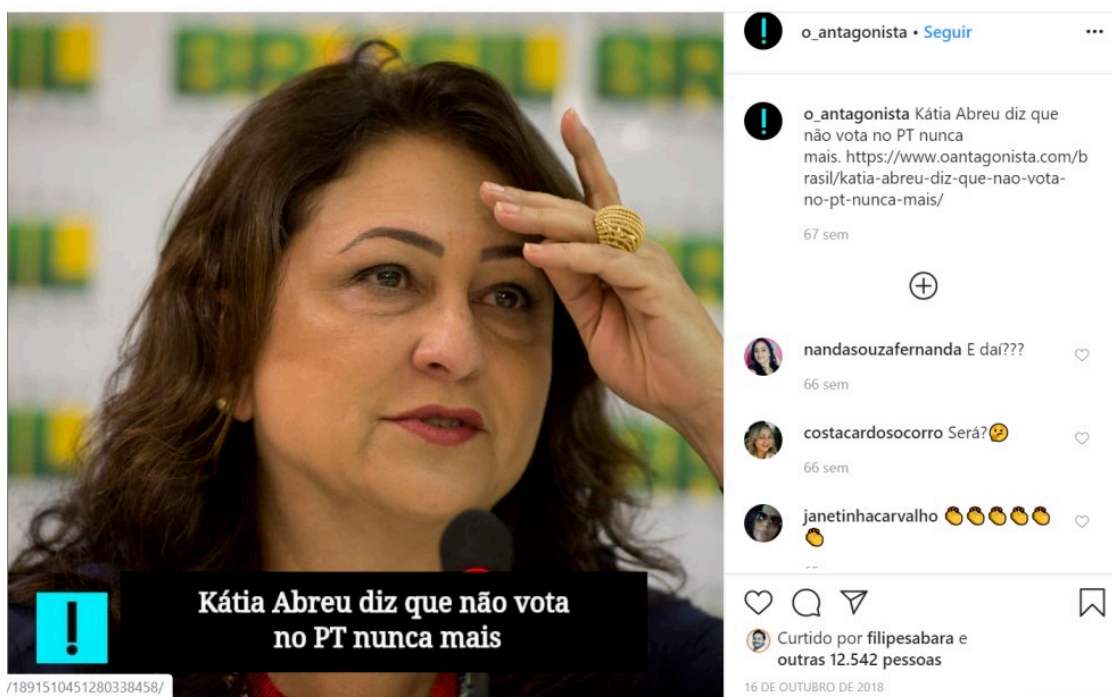 BRASIL
Kátia Abreu diz que não vota
no PT nunca mais
/1891510451280338458/
o_antagonista • Seguir
o_antagonista Kátia Abreu diz que
não vota no PT nunca
mais. https://www.oantagonista.com/b
rasil/katia-abreu-diz-que-nao-vota-
no-pt-nunca-mais/
67 sem
nandasouzafernanda E daí???
66 sem
costacardosocorro Será?🤔
66 sem
janetinhacarvalho 👏👏👏👏👏
👏
Curtido por filipesabara e
outras 12.542 pessoas
16 DE OUTUBRO DE 2018